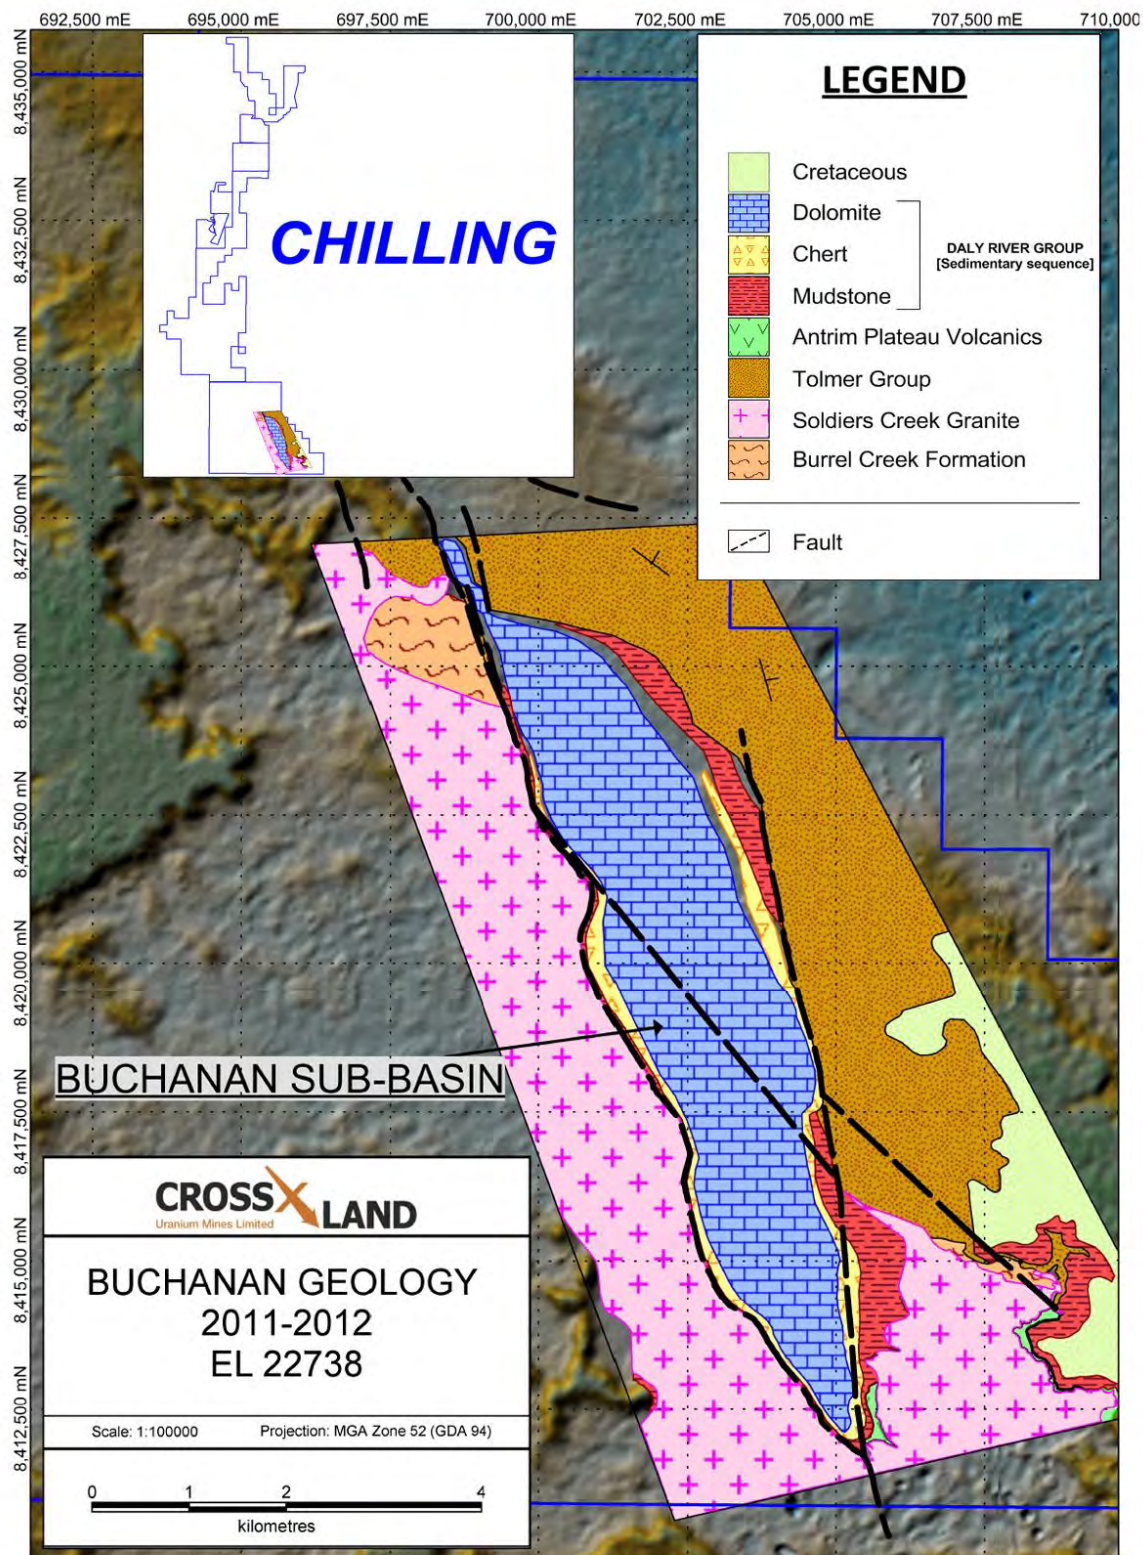 692,500 mE 695,000 mE 697,500 mE 700,000 mE 702,500 mE 705,000 mE 707,500 mE 710,000
8,435,000 mN
8,432,500 mN
8,430,000 mN
8,427,500 mN
8,425,000 mN
8,422,500 mN
8,420,000 mN
8,417,500 mN
8,415,000 mN
8,412,500 mN
CHILLING
LEGEND
Cretaceous
Dolomite
Chert
Mudstone
DALY RIVER GROUP
[Sedimentary sequence]
Antrim Plateau Volcanics
Tolmer Group
Soldiers Creek Granite
Burrel Creek Formation
Fault
BUCHANAN SUB-BASIN
CROSSXLAND
Uranium Mines Limited
BUCHANAN GEOLOGY
2011-2012
EL 22738
Scale: 1:100000 Projection: MGA Zone 52 (GDA 94)
0 1 2 4
kilometres